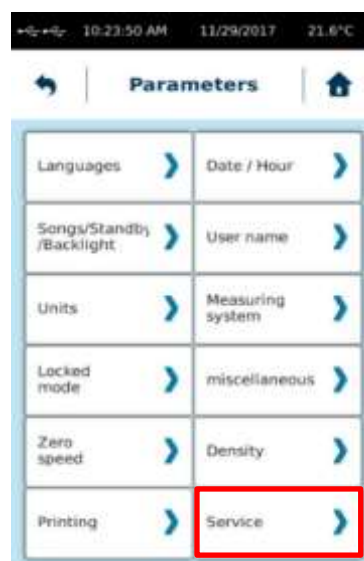 10:23:50 AM 11/29/2017 21.6°C
Parameters
Languages
Date / Hour
Songs/Standby
/Backlight
User name
Units
Measuring
system
Locked
mode
miscellaneous
Zero
speed
Density
Printing
Service